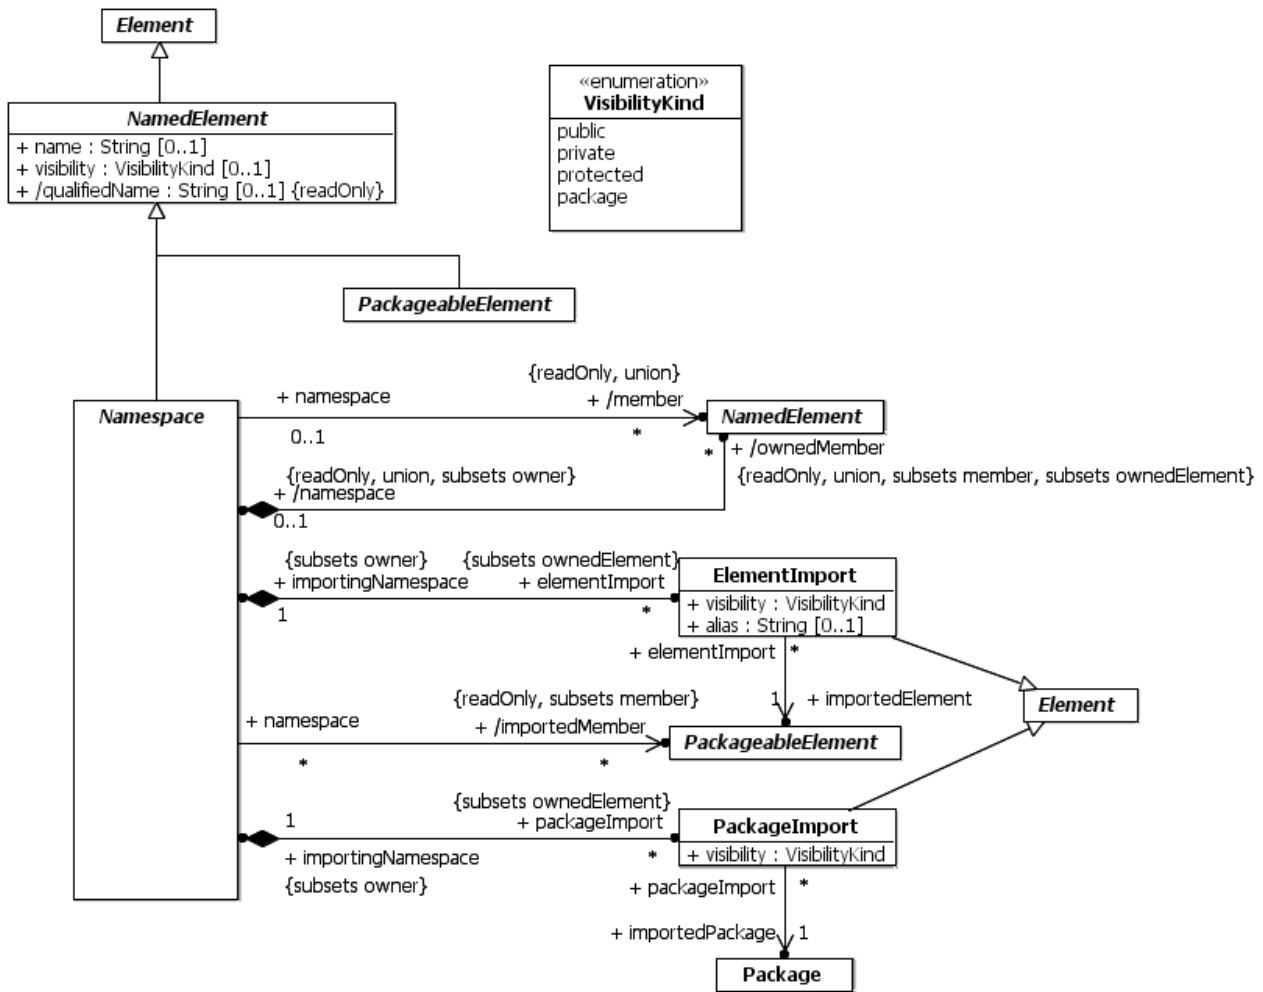 Element
NamedElement
+ name : String [0..1]
+ visibility : VisibilityKind [0..1]
+ /qualifiedName : String [0..1] {readOnly}
«enumeration»
VisibilityKind
public
private
protected
package
PackageableElement
Namespace
{readOnly, union}
+ namespace
+ /member
0..1
*
NamedElement
* + /ownedMember
{readOnly, union, subsets owner}
{readOnly, union, subsets member, subsets ownedElement}
+ /namespace
0..1
{subsets owner}
{subsets ownedElement}
+ importingNamespace
+ elementImport
1
*
ElementImport
+ visibility : VisibilityKind
+ alias : String [0..1]
+ elementImport
*
1
+ importedElement
Element
{readOnly, subsets member}
+ namespace
+ /importedMember
*
*
PackageableElement
{subsets ownedElement}
1
+ packageImport
+ importingNamespace
*
{subsets owner}
PackageImport
+ visibility : VisibilityKind
+ packageImport
*
+ importedPackage
1
Package